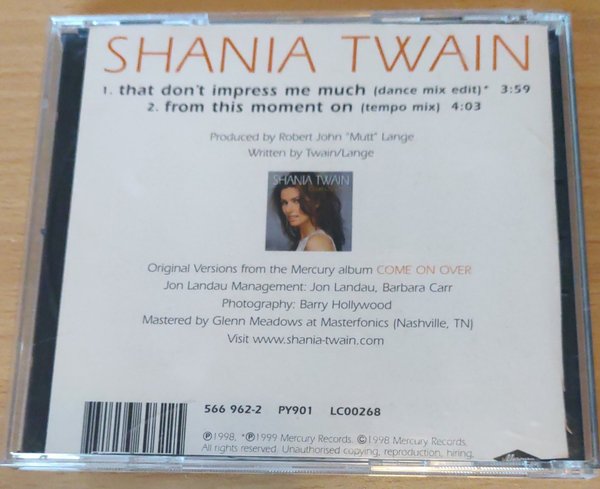 SHANIA TWAIN
1. that don't impress me much (dance mix edit)* 3:59
2. from this moment on (tempo mix) 4:03
Produced by Robert John "Mutt" Lange
Written by Twain/Lange
SHANIA TWAIN
Original Versions from the Mercury album COME ON OVER
Jon Landau Management: Jon Landau, Barbara Carr
Photography: Barry Hollywood
Mastered by Glenn Meadows at Masterfonics (Nashville, TN)
Visit www.shania-twain.com
566 962-2 PY901 LC00268
℗1998, *℗1999 Mercury Records. ©1998 Mercury Records.
All rights reserved. Unauthorised copying, reproduction, hiring,